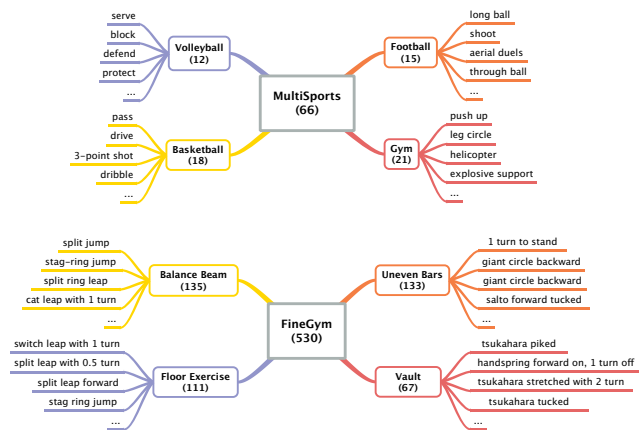 serve
block
defend
protect
...
Volleyball
(12)
pass
drive
3-point shot
dribble
...
Basketball
(18)
MultiSports
(66)
Football
(15)
long ball
shoot
aerial duels
through ball
...
Gym
(21)
push up
leg circle
helicopter
explosive support
...
split jump
stag-ring jump
split ring leap
cat leap with 1 turn
...
Balance Beam
(135)
switch leap with 1 turn
split leap with 0.5 turn
split leap forward
stag ring jump
...
Floor Exercise
(111)
FineGym
(530)
Uneven Bars
(133)
1 turn to stand
giant circle backward
giant circle backward
salto forward tucked
...
Vault
(67)
tsukahara piked
handspring forward on, 1 turn off
tsukahara stretched with 2 turn
tsukahara tucked
...